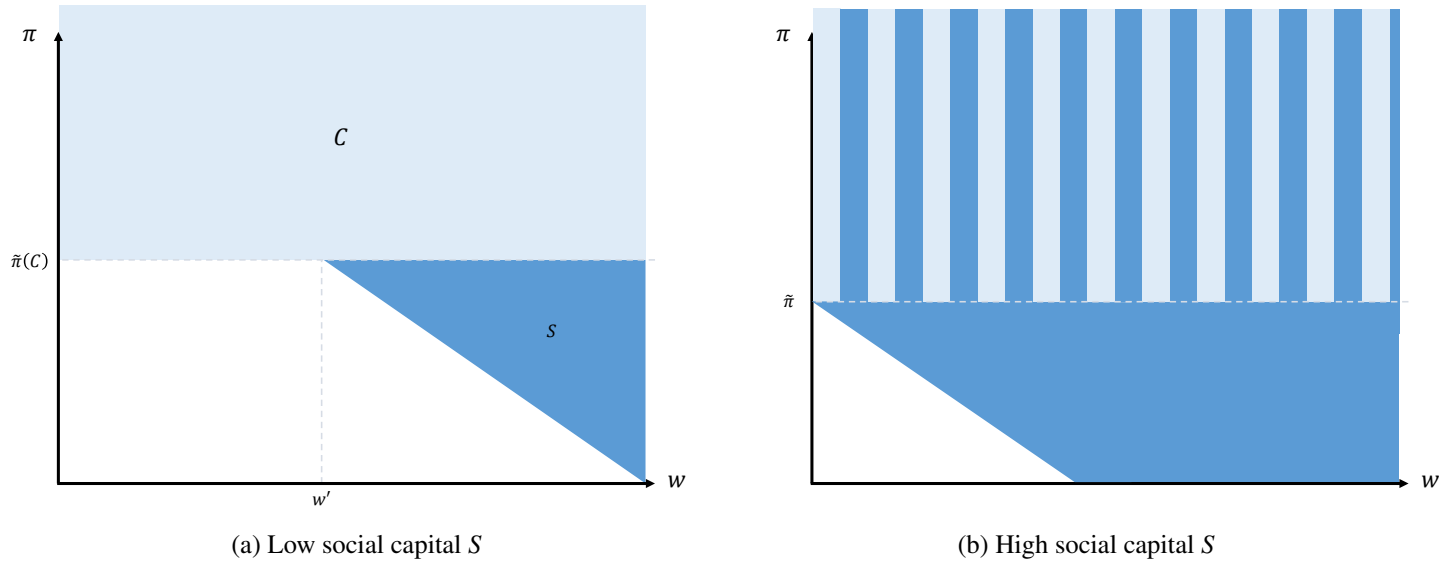 π
C
π̃(C)
S
w′
w
(a) Low social capital S
π
π̃
w
(b) High social capital S